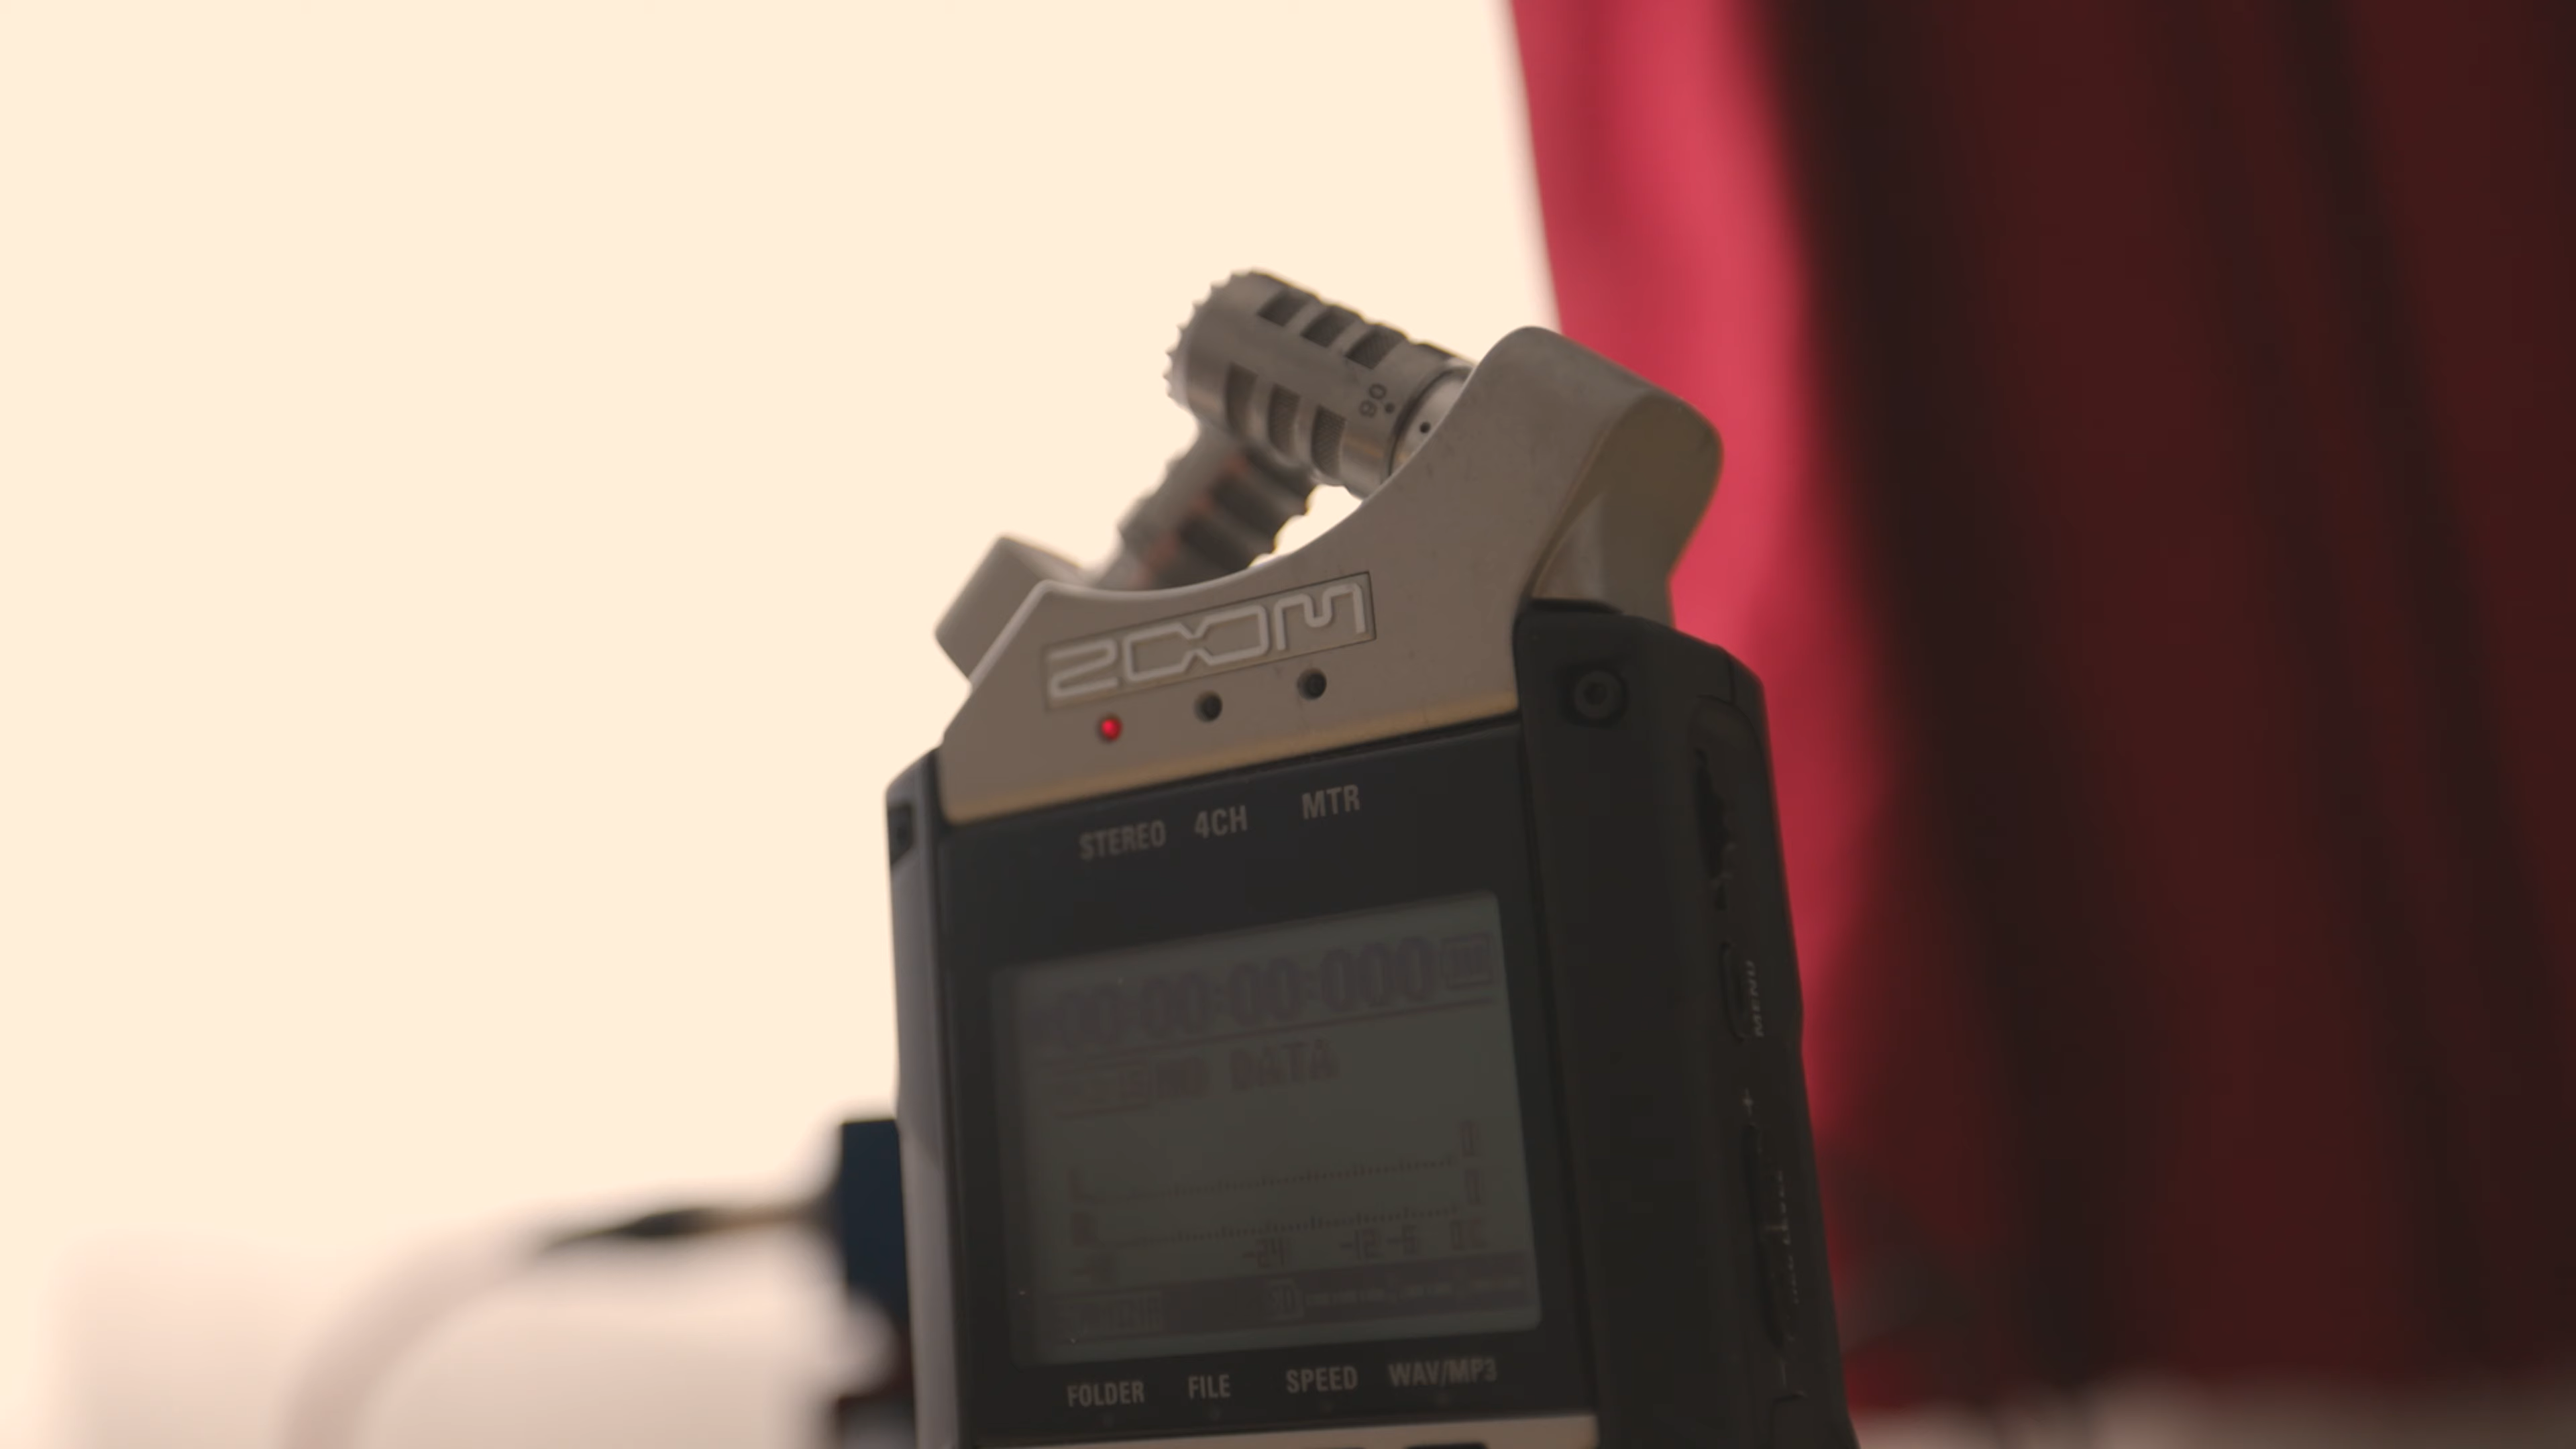 90
ZOOM
STEREO 4CH MTR
00:00:00:000
NO DATA
-24 -12 -6
FOLDER FILE SPEED WAV/MP3
MENU
+
-